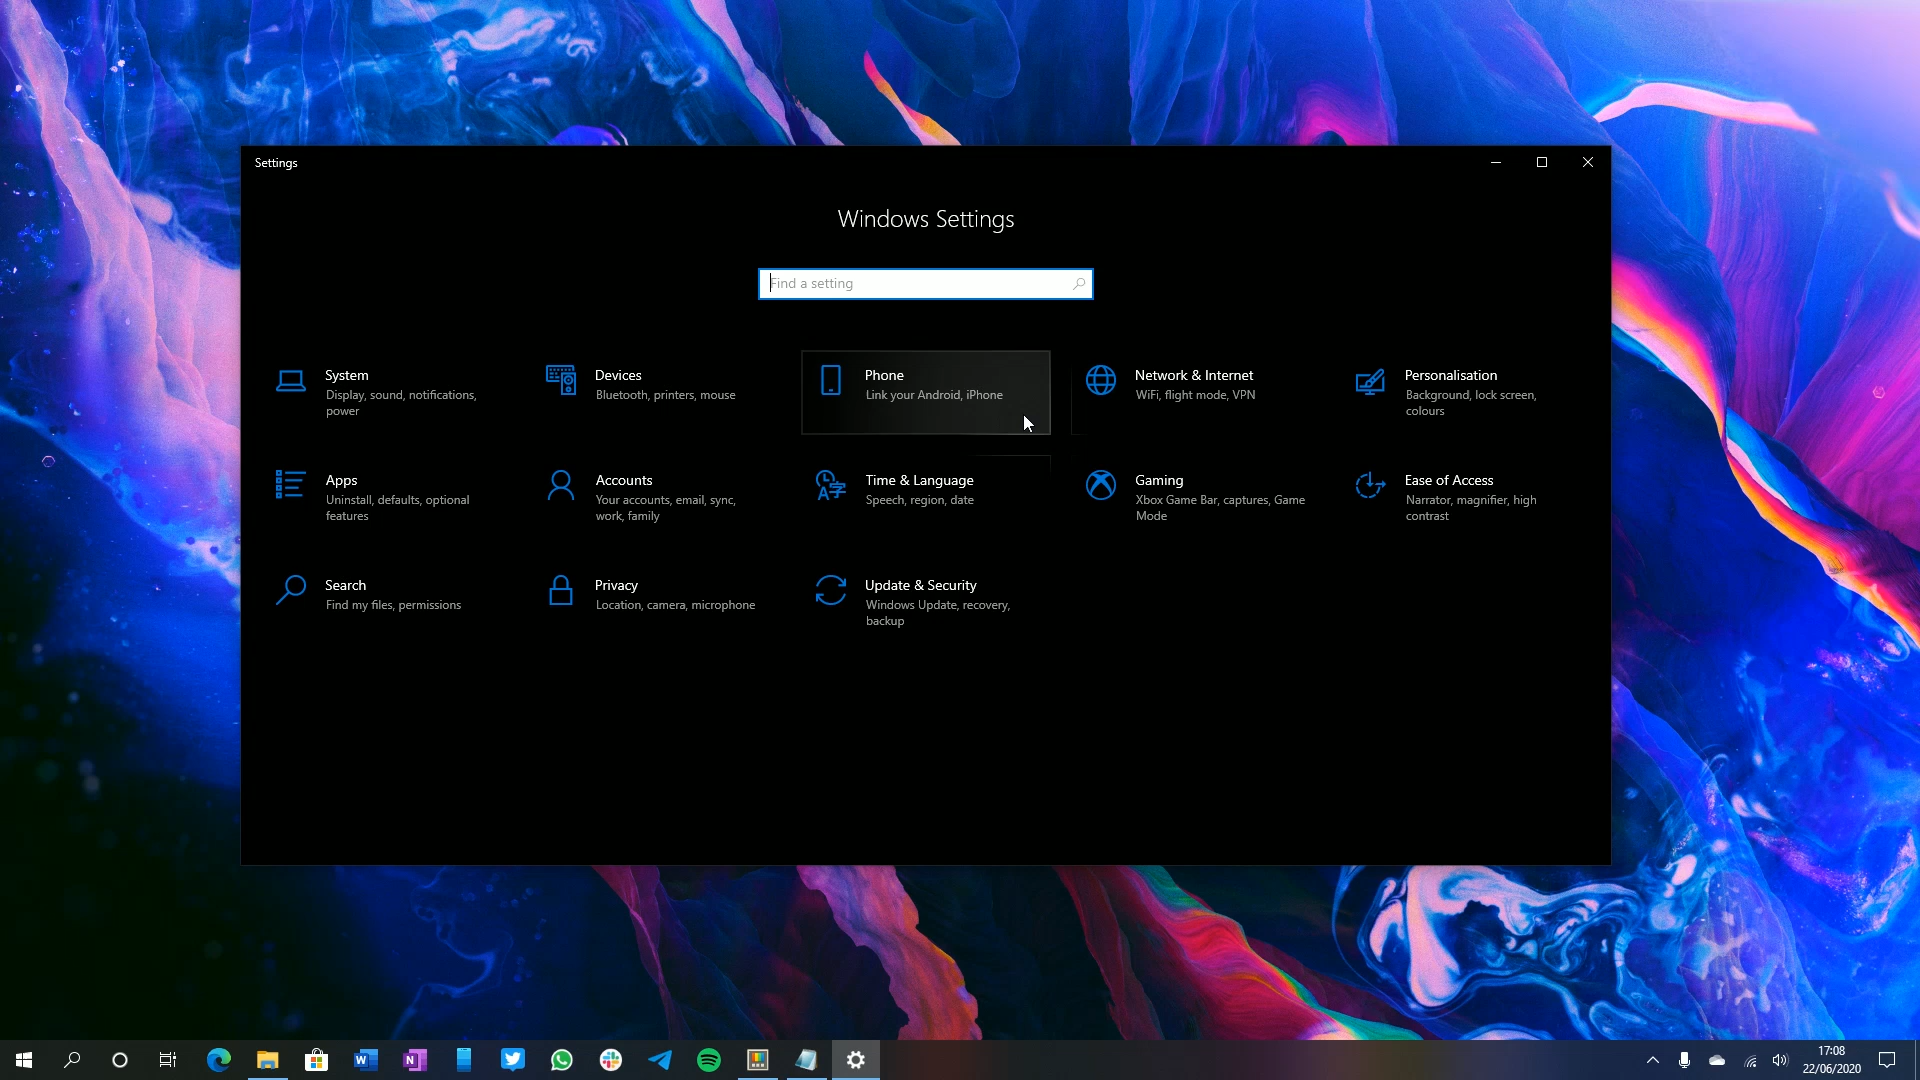 Settings
Windows Settings
Find a setting
System
Display, sound, notifications,
power
Devices
Bluetooth, printers, mouse
Phone
Link your Android, iPhone
Network & Internet
WiFi, flight mode, VPN
Personalisation
Background, lock screen,
colours
Apps
Uninstall, defaults, optional
features
Accounts
Your accounts, email, sync,
work, family
Time & Language
Speech, region, date
Gaming
Xbox Game Bar, captures, Game
Mode
Ease of Access
Narrator, magnifier, high
contrast
Search
Find my files, permissions
Privacy
Location, camera, microphone
Update & Security
Windows Update, recovery,
backup
17:08
22/06/2020